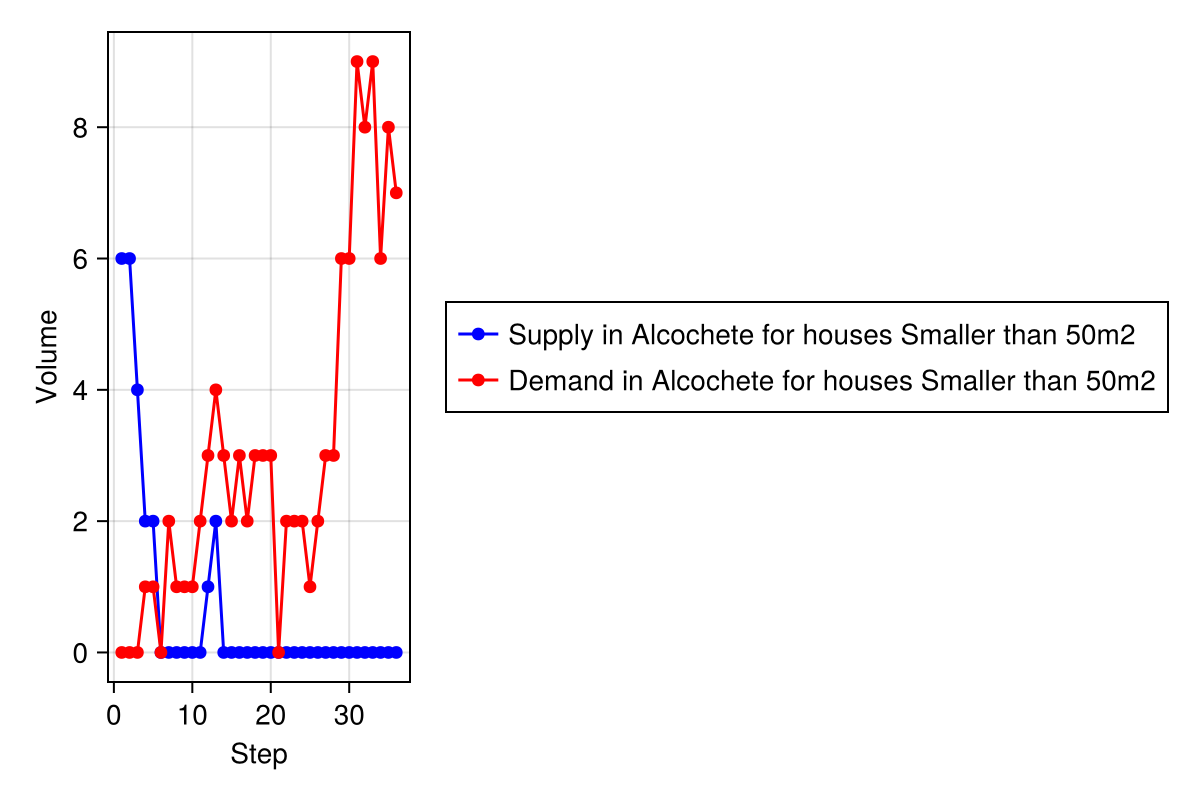 8
6
4
2
0
Volume
0 10 20 30
Step
Supply in Alcochete for houses Smaller than 50m2
Demand in Alcochete for houses Smaller than 50m2